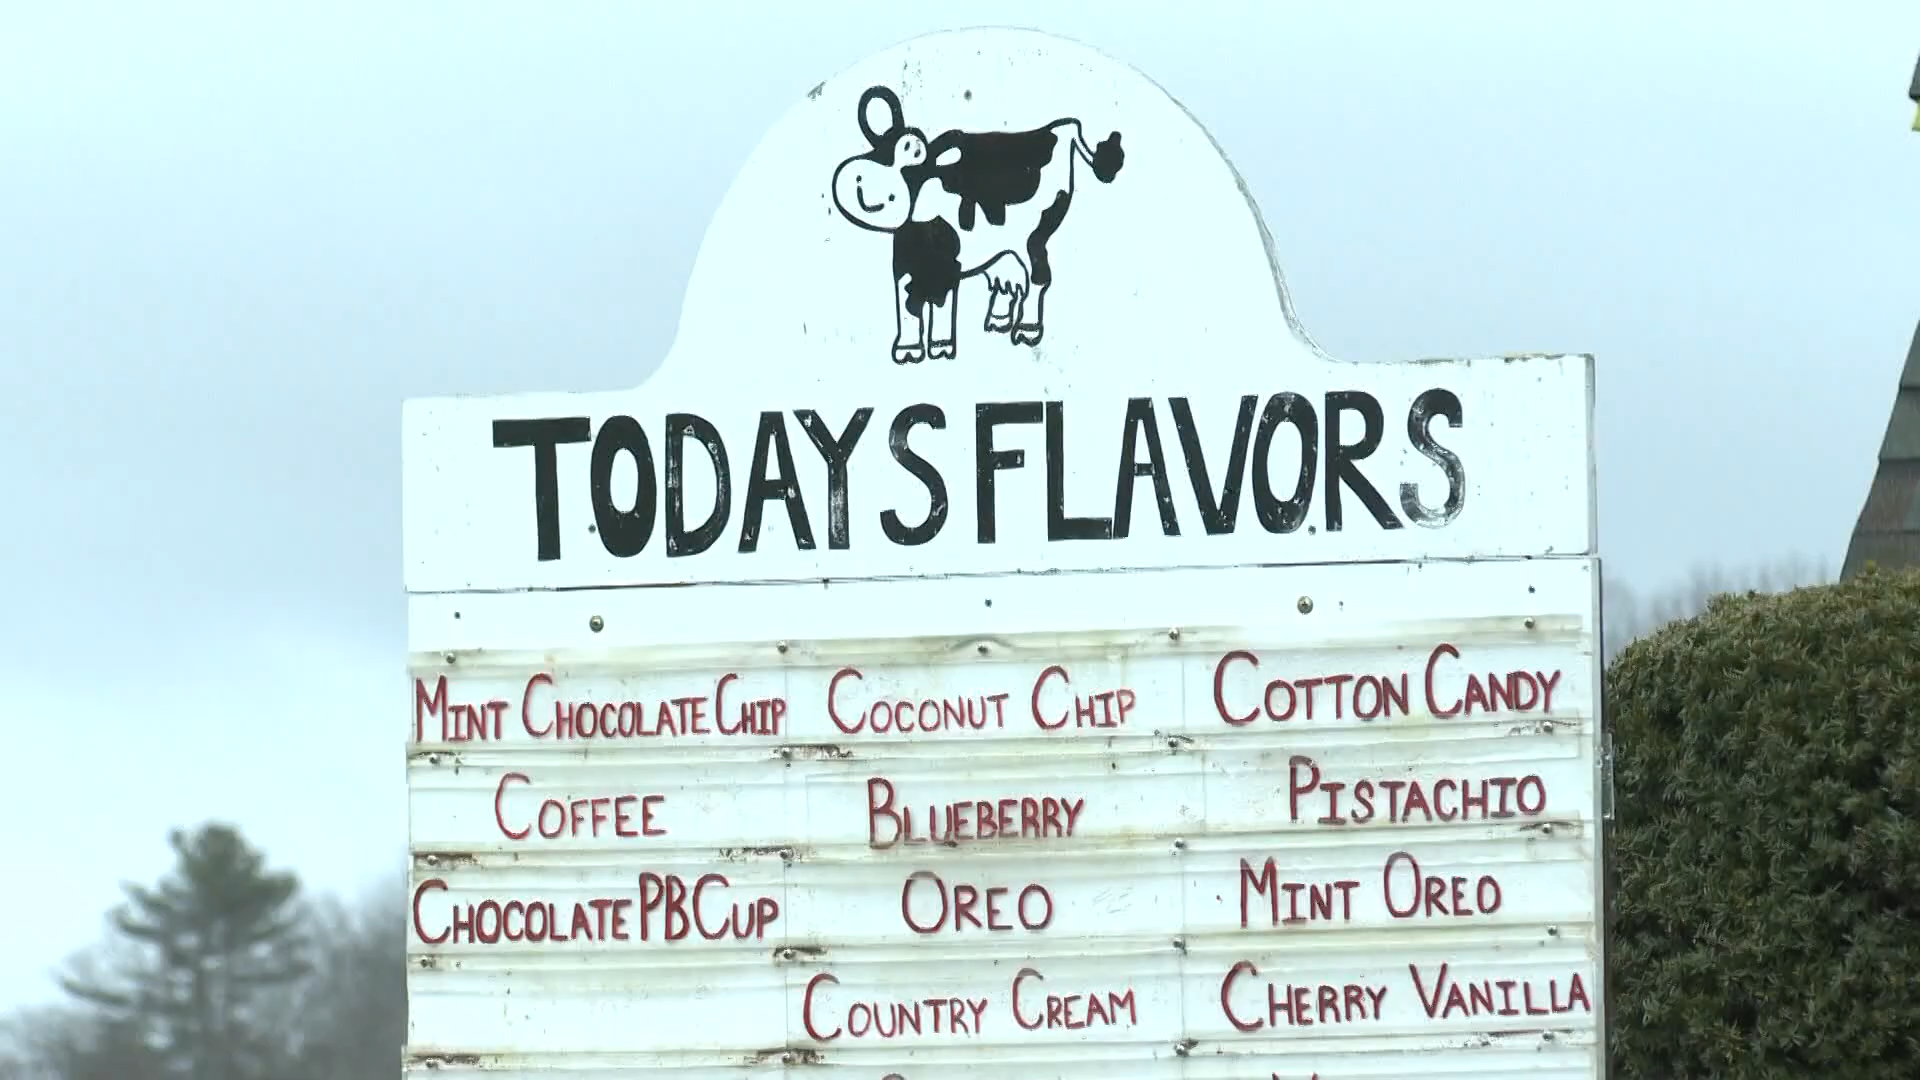 TODAYS FLAVORS
MINT CHOCOLATE CHIP COCONUT CHIP COTTON CANDY
COFFEE BLUEBERRY PISTACHIO
CHOCOLATE PB CUP OREO MINT OREO
COUNTRY CREAM CHERRY VANILLA